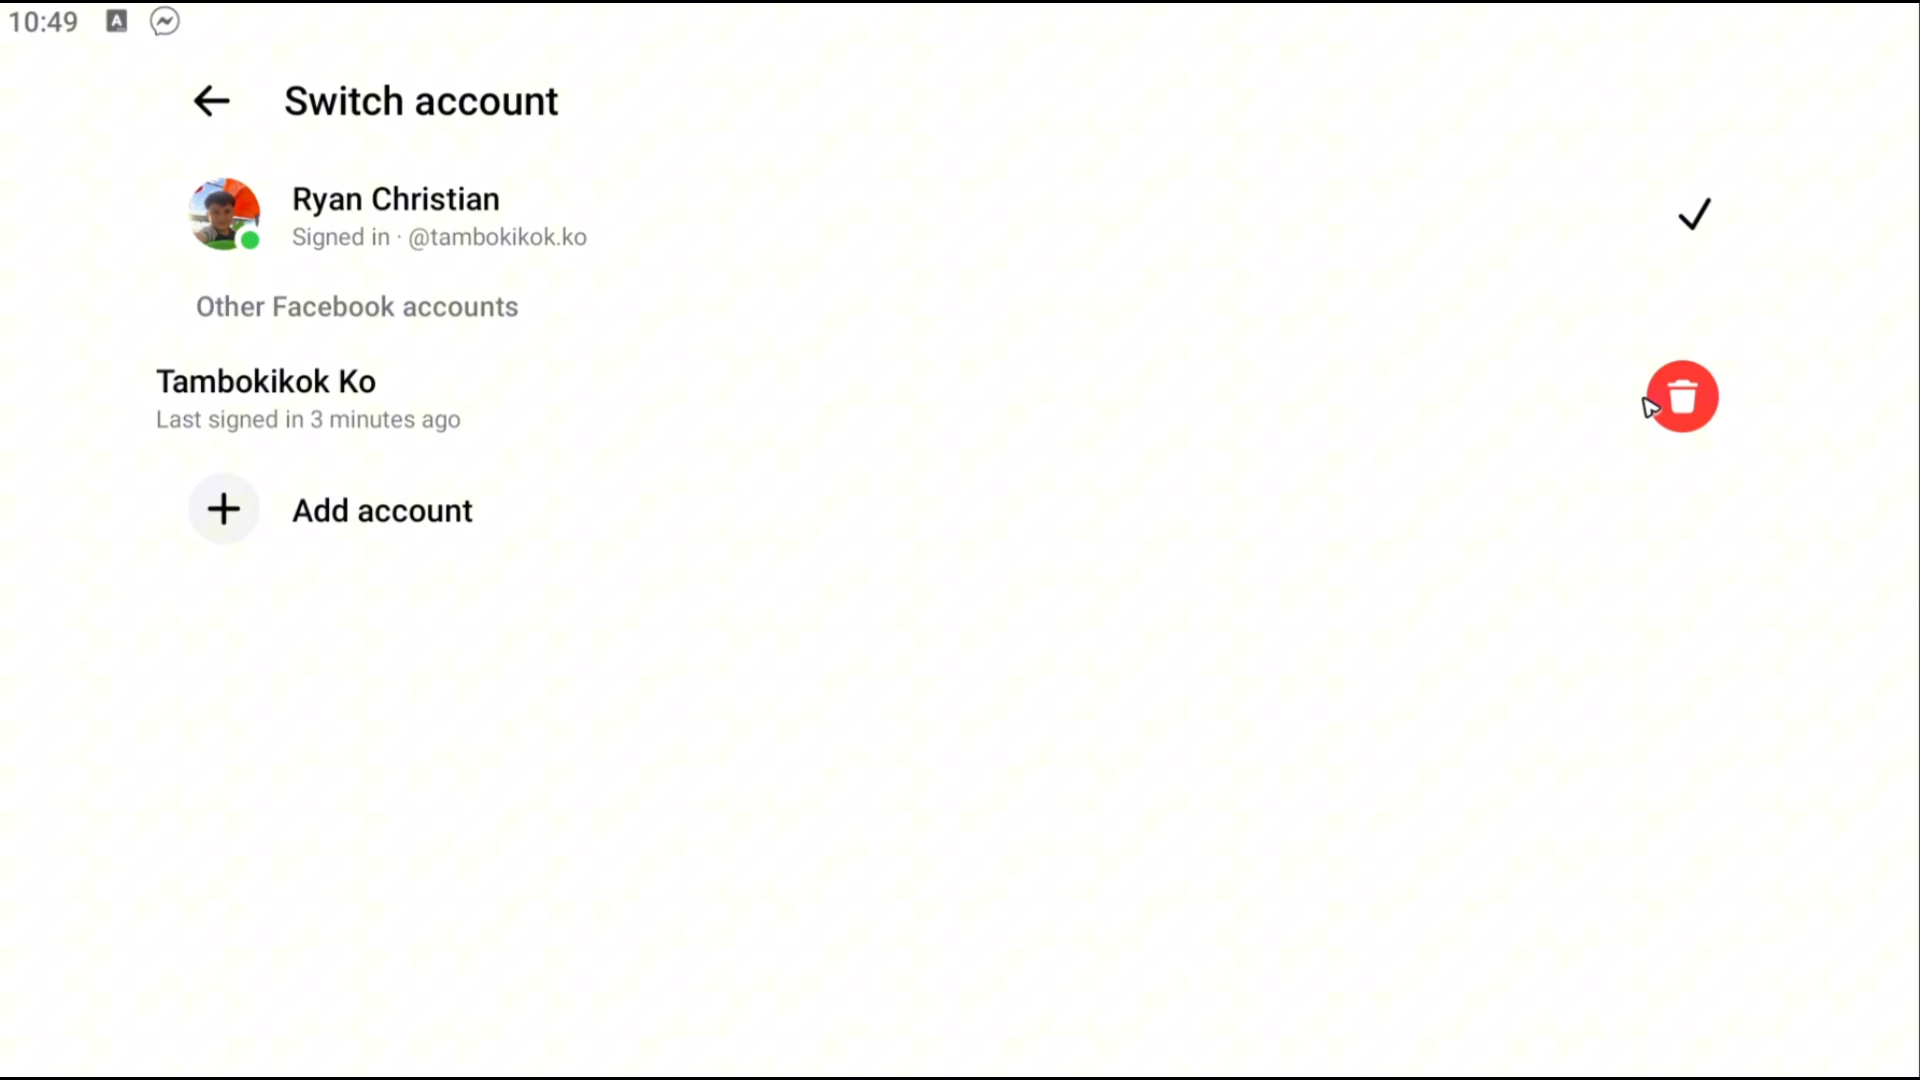 10:49
A
Switch account
Ryan Christian
Signed in · @tambokikok.ko
Other Facebook accounts
Tambokikok Ko
Last signed in 3 minutes ago
Add account